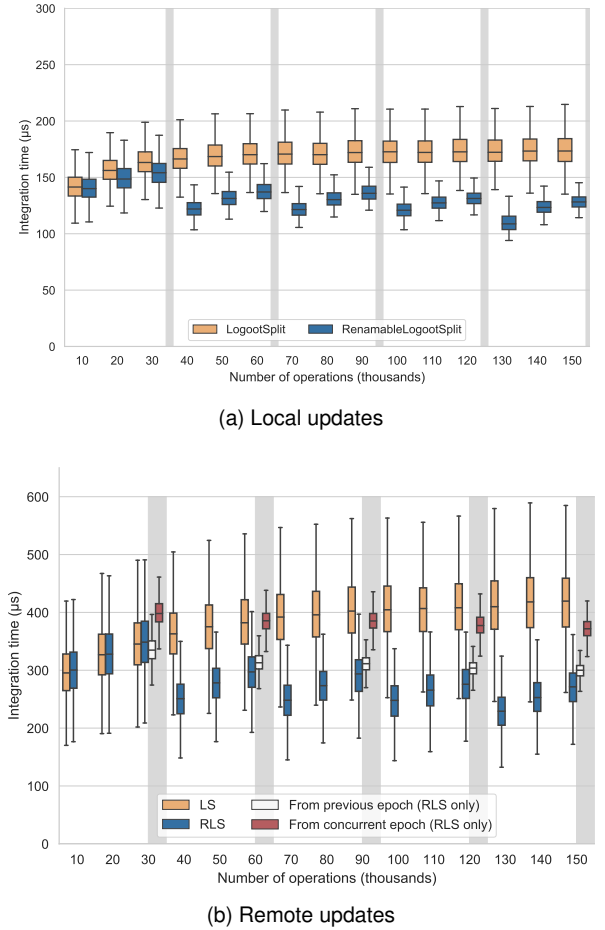 300
250
200
150
100
50
0
Integration time (μs)
LogootSplit RenamableLogootSplit
10 20 30 40 50 60 70 80 90 100 110 120 130 140 150
Number of operations (thousands)
(a) Local updates
600
500
400
300
200
100
0
Integration time (μs)
LS From previous epoch (RLS only)
RLS From concurrent epoch (RLS only)
10 20 30 40 50 60 70 80 90 100 110 120 130 140 150
Number of operations (thousands)
(b) Remote updates